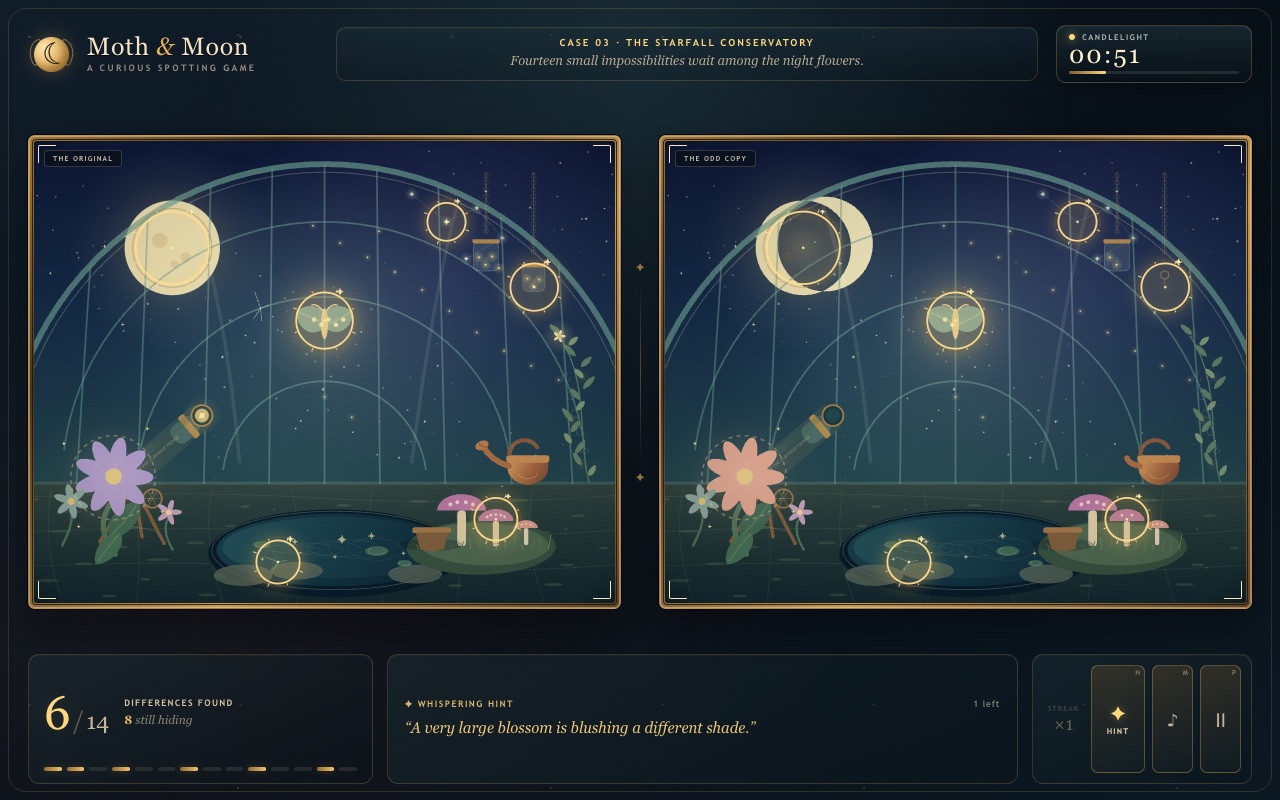 Moth & Moon
A CURIOUS SPOTTING GAME
CASE 03 · THE STARFALL CONSERVATORY
Fourteen small impossibilities wait among the night flowers.
CANDLELIGHT
00:51
THE ORIGINAL
THE ODD COPY
6/14
DIFFERENCES FOUND
8 still hiding
WHISPERING HINT
1 left
“A very large blossom is blushing a different shade.”
STREAK
×1
H
HINT
M
P